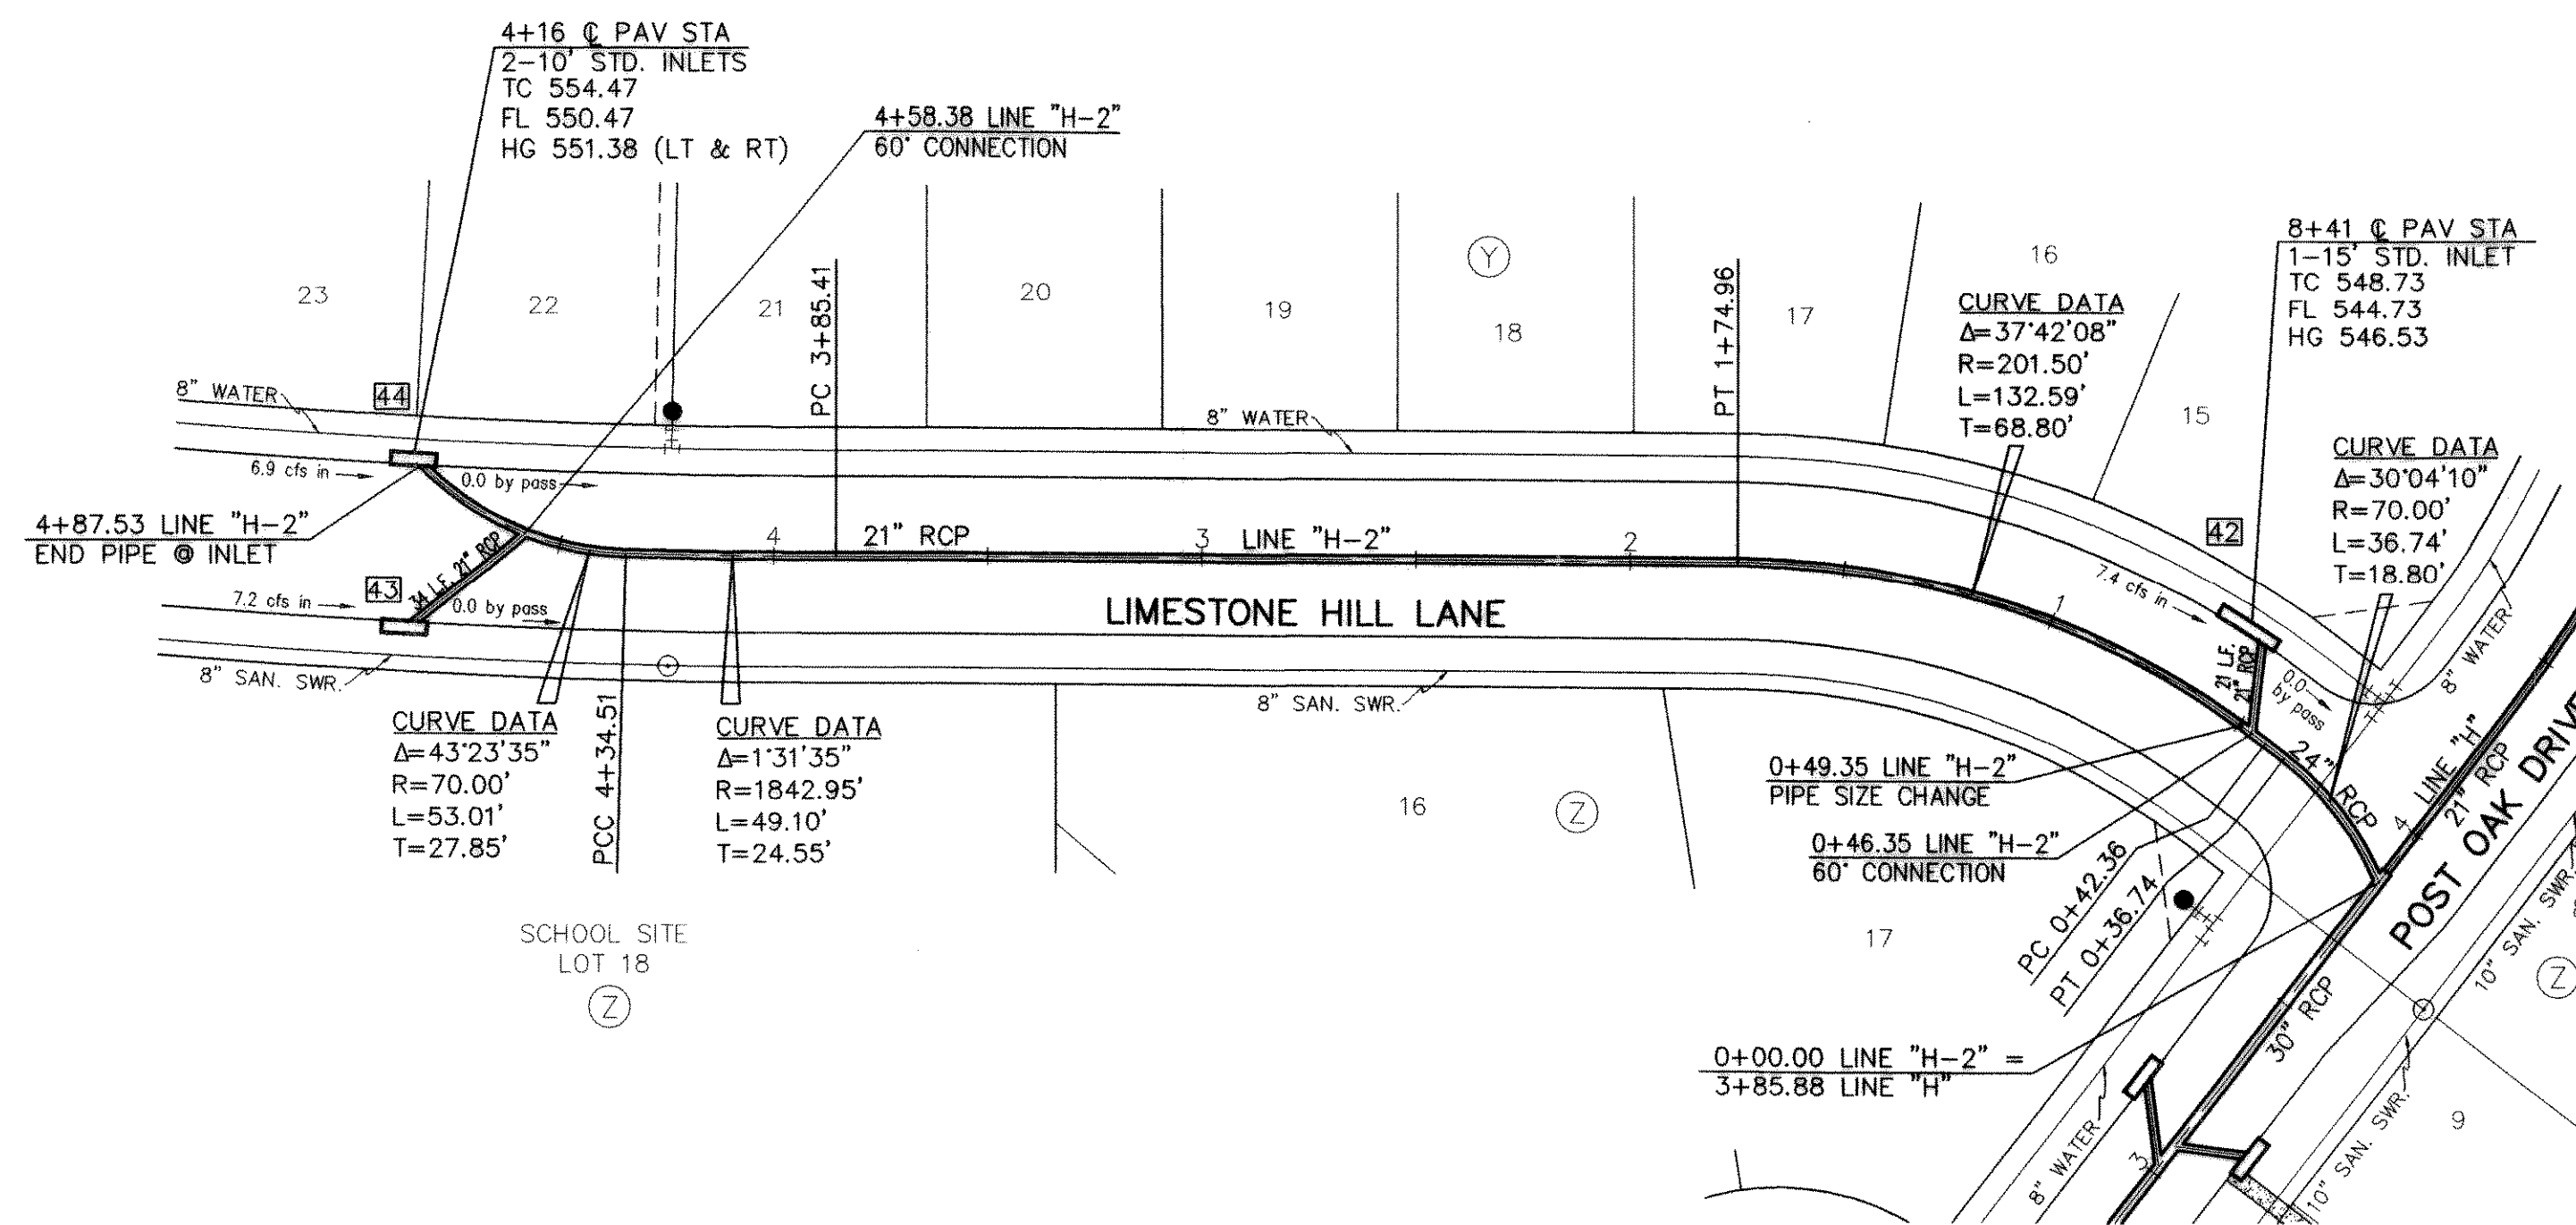 4+16 ℄ PAV STA
2-10' STD. INLETS
TC 554.47
FL 550.47
HG 551.38 (LT & RT)
4+58.38 LINE "H-2"
60° CONNECTION
8+41 ℄ PAV STA
1-15' STD. INLET
TC 548.73
FL 544.73
HG 546.53
23
22
21
20
19
18
Y
17
16
15
PC 3+85.41
PT 1+74.96
CURVE DATA
Δ=37°42'08"
R=201.50'
L=132.59'
T=68.80'
CURVE DATA
Δ=30°04'10"
R=70.00'
L=36.74'
T=18.80'
8" WATER
44
8" WATER
42
6.9 cfs in
0.0 by pass
7.4 cfs in
4+87.53 LINE "H-2"
END PIPE @ INLET
4
21" RCP
3
LINE "H-2"
2
1
43
34 L.F. 21" RCP
7.2 cfs in
0.0 by pass
LIMESTONE HILL LANE
21 L.F.
21" RCP
0.0
by pass
8" WATER
8" SAN. SWR.
8" SAN. SWR.
CURVE DATA
Δ=43°23'35"
R=70.00'
L=53.01'
T=27.85'
PCC 4+34.51
CURVE DATA
Δ=1°31'35"
R=1842.95'
L=49.10'
T=24.55'
16
Z
0+49.35 LINE "H-2"
PIPE SIZE CHANGE
0+46.35 LINE "H-2"
60° CONNECTION
24" RCP
4
LINE "H"
21" RCP
POST OAK DRIVE
PC 0+42.36
PT 0+36.74
SCHOOL SITE
LOT 18
Z
17
10" SAN. SWR.
Z
30" RCP
0+00.00 LINE "H-2" =
3+85.88 LINE "H"
8" WATER
3
10" SAN. SWR.
9